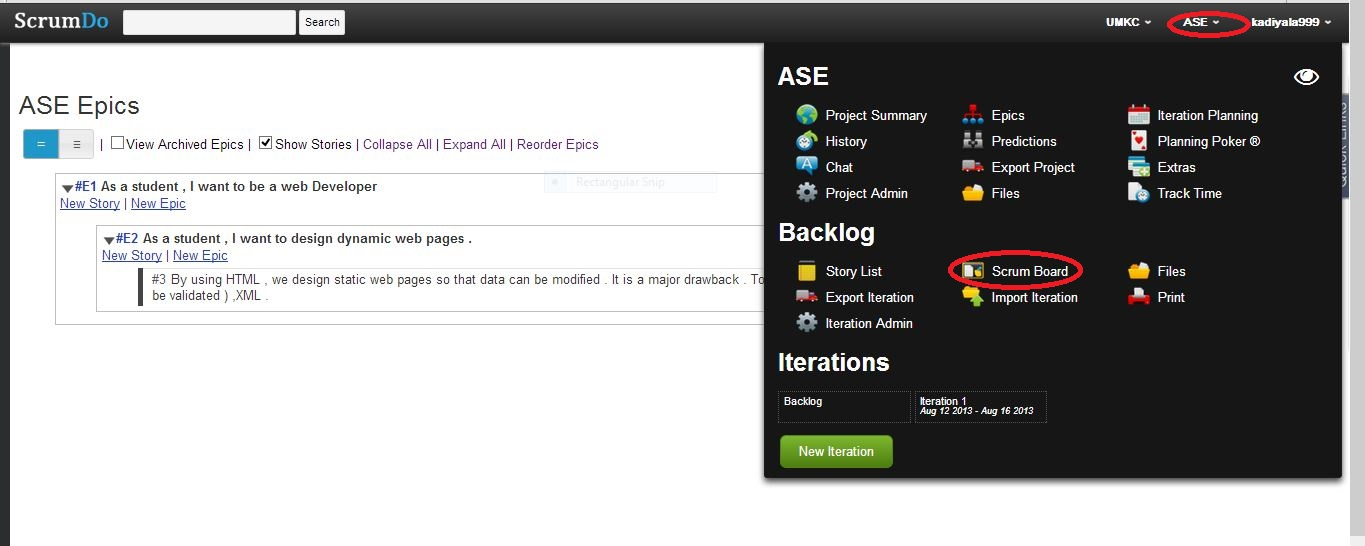 ScrumDo Search UMKC ASE kadiyala999
ASE Epics
| View Archived Epics | Show Stories | Collapse All | Expand All | Reorder Epics
Rectangular Snip
#E1 As a student , I want to be a web Developer
New Story | New Epic
#E2 As a student , I want to design dynamic web pages .
New Story | New Epic
#3 By using HTML , we design static web pages so that data can be modified . It is a major drawback . To
be validated ) ,XML .
ASE
Project Summary Epics Iteration Planning
History Predictions Planning Poker ®
Chat Export Project Extras
Project Admin Files Track Time
Backlog
Story List Scrum Board Files
Export Iteration Import Iteration Print
Iteration Admin
Iterations
Backlog Iteration 1
Aug 12 2013 - Aug 16 2013
New Iteration